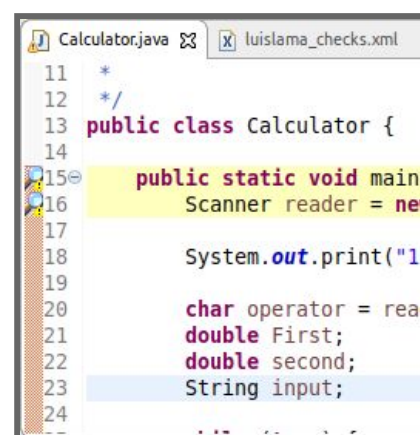 Calculator.java luislama_checks.xml
11 *
12 */
13 public class Calculator {
14
15 public static void main
16 Scanner reader = new
17
18 System.out.print("1
19
20 char operator = rea
21 double First;
22 double second;
23 String input;
24